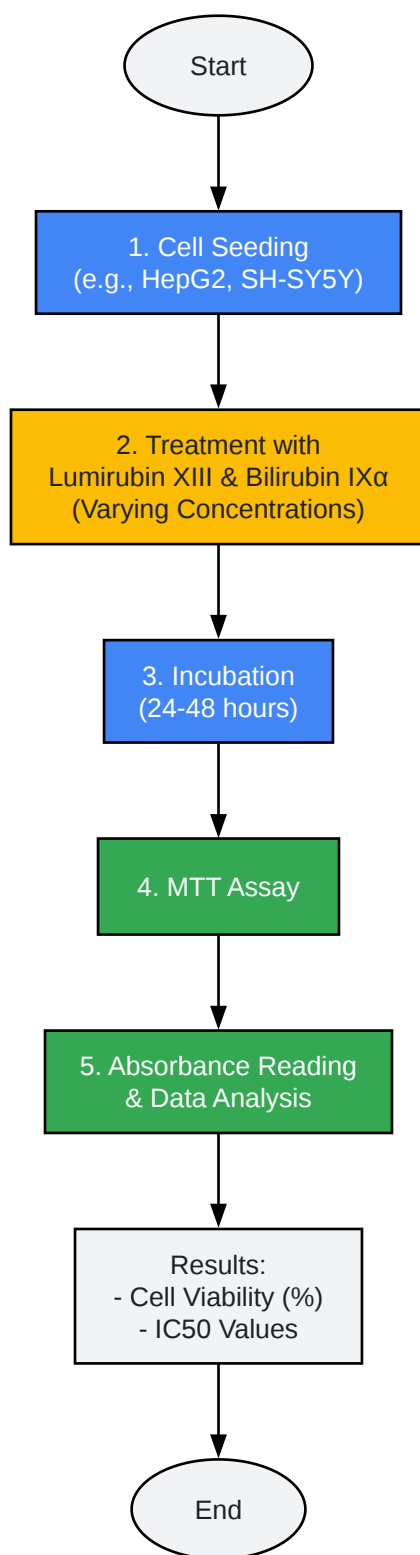 Start
1. Cell Seeding
(e.g., HepG2, SH-SY5Y)
2. Treatment with
Lumirubin XIII & Bilirubin IXα
(Varying Concentrations)
3. Incubation
(24-48 hours)
4. MTT Assay
5. Absorbance Reading
& Data Analysis
Results:
- Cell Viability (%)
- IC50 Values
End